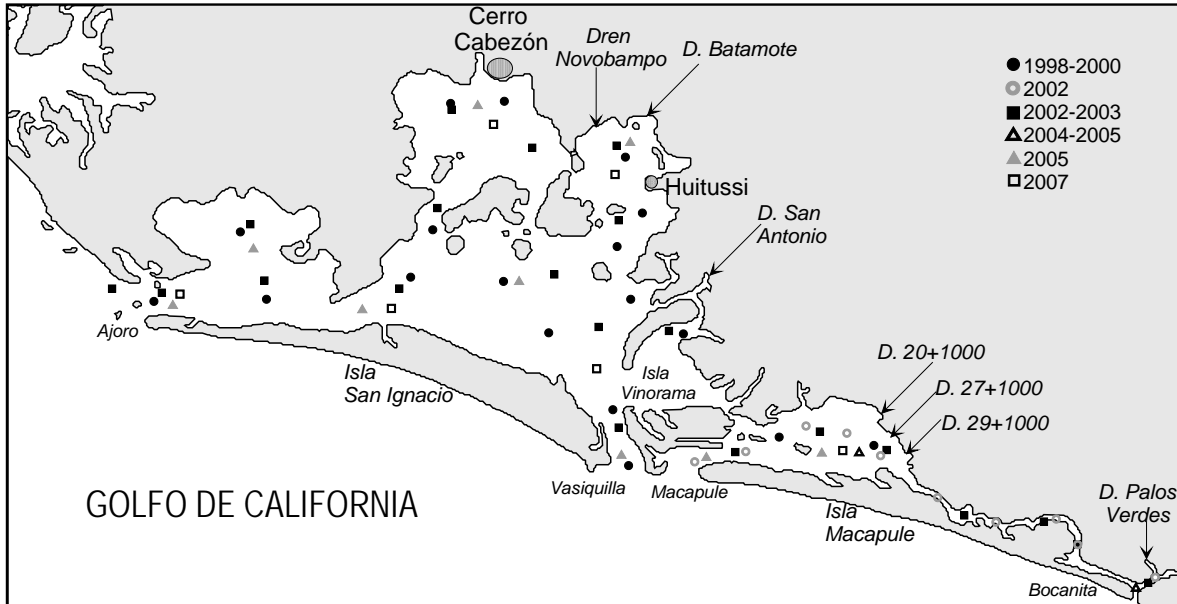 Cerro
Cabezón
Dren
Novobampo
D. Batamote
1998-2000
2002
2002-2003
2004-2005
2005
2007
Huitussi
D. San
Antonio
Ajoro
Isla
San Ignacio
Isla
Vinorama
D. 20+1000
D. 27+1000
D. 29+1000
Vasiquilla
Macapule
Isla
Macapule
GOLFO DE CALIFORNIA
D. Palos
Verdes
Bocanita